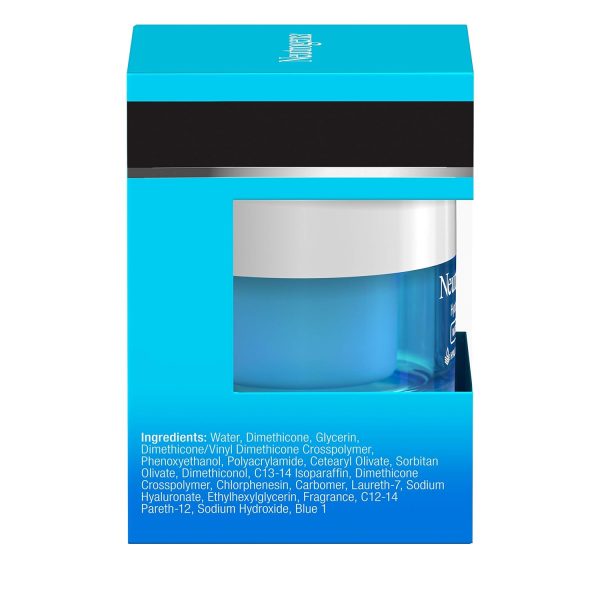 Neutrogena
Ingredients: Water, Dimethicone, Glycerin,
Dimethicone/Vinyl Dimethicone Crosspolymer,
Phenoxyethanol, Polyacrylamide, Cetearyl Olivate, Sorbitan
Olivate, Dimethiconol, C13-14 Isoparaffin, Dimethicone
Crosspolymer, Chlorphenesin, Carbomer, Laureth-7, Sodium
Hyaluronate, Ethylhexylglycerin, Fragrance, C12-14
Pareth-12, Sodium Hydroxide, Blue 1